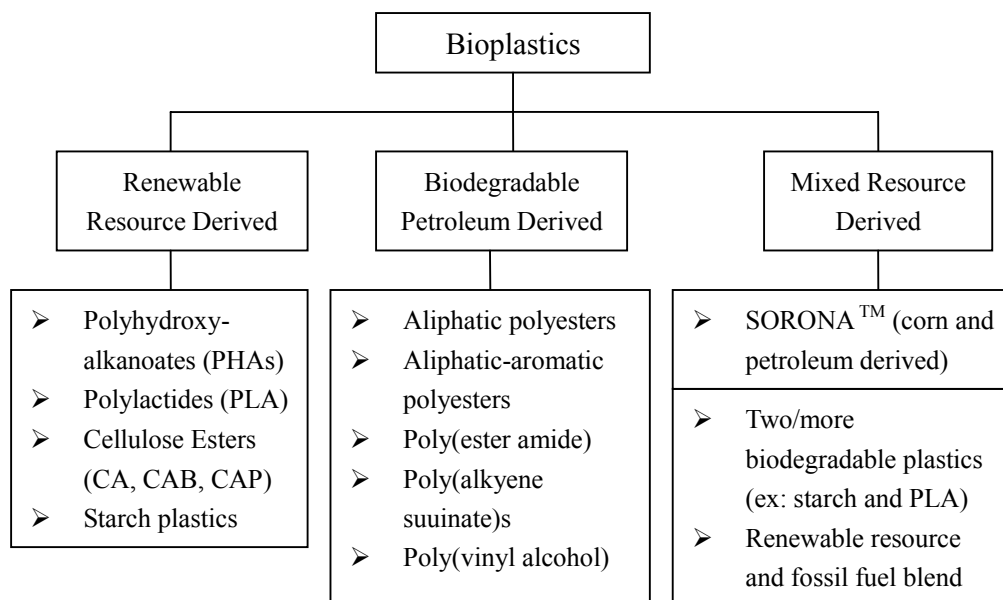 Bioplastics
Renewable
Resource Derived
Biodegradable
Petroleum Derived
Mixed Resource
Derived
➢ Polyhydroxy-
alkanoates (PHAs)
➢ Polylactides (PLA)
➢ Cellulose Esters
(CA, CAB, CAP)
➢ Starch plastics
➢ Aliphatic polyesters
➢ Aliphatic-aromatic
polyesters
➢ Poly(ester amide)
➢ Poly(alkyene
suuinate)s
➢ Poly(vinyl alcohol)
➢ SORONA™ (corn and
petroleum derived)
➢ Two/more
biodegradable plastics
(ex: starch and PLA)
➢ Renewable resource
and fossil fuel blend